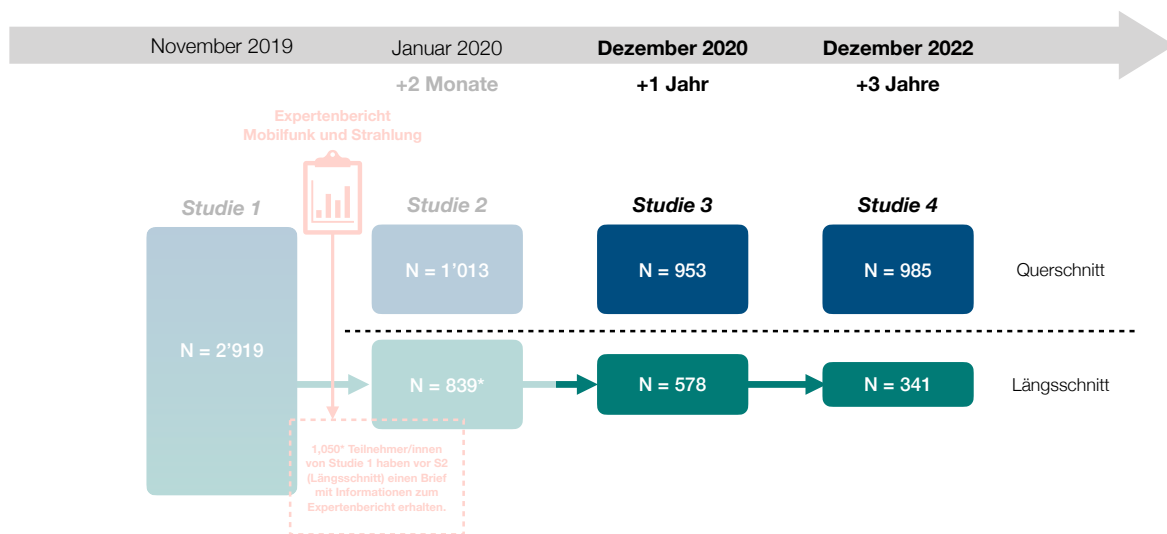 November 2019
Januar 2020
Dezember 2020
Dezember 2022
+2 Monate
+1 Jahr
+3 Jahre
Expertenbericht
Mobilfunk und Strahlung
Studie 1
Studie 2
Studie 3
Studie 4
N = 1’013
N = 953
N = 985
Querschnitt
N = 2’919
N = 839*
N = 578
N = 341
Längsschnitt
1,050* Teilnehmer/innen
von Studie 1 haben vor S2
(Längsschnitt) einen Brief
mit Informationen zum
Expertenbericht erhalten.